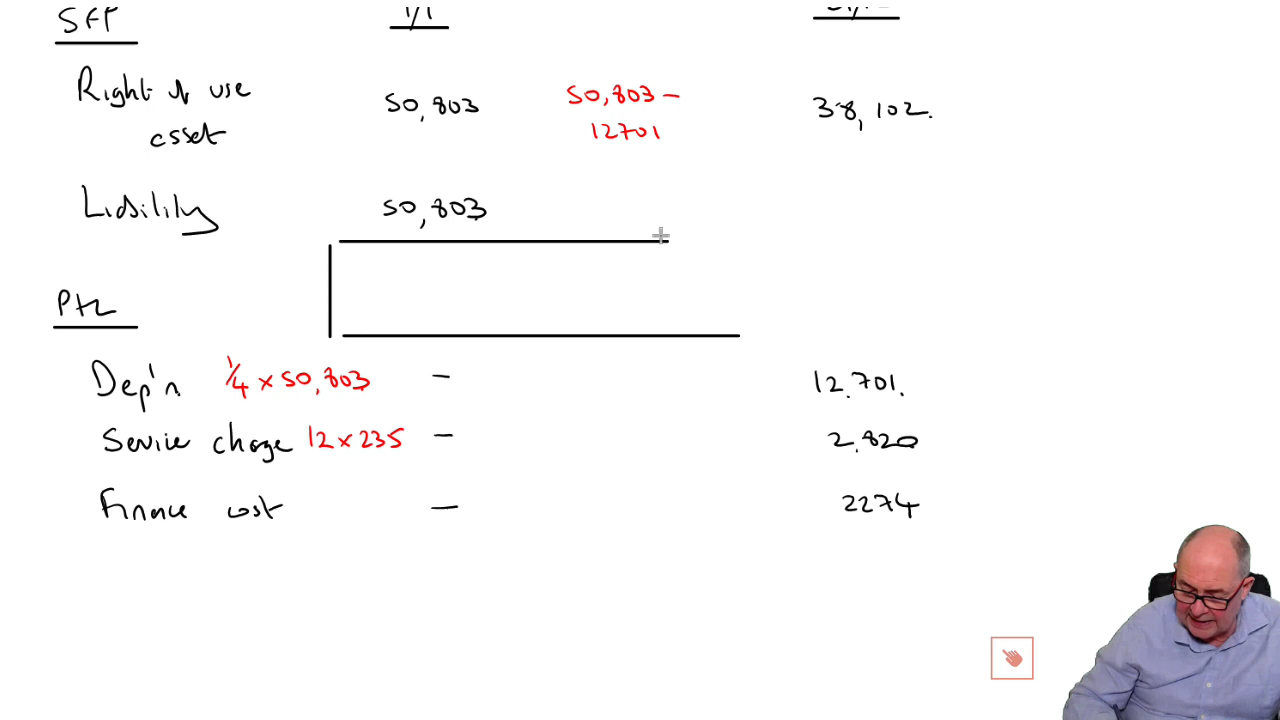 SFP 1/1
Right of use 50,803 50,803 – 38,102.
asset 12701
Liability 50,803
P+L
Dep'n 1/4 × 50,803 – 12,701.
Service charge 12 × 235 – 2,820
Finance cost – 2274